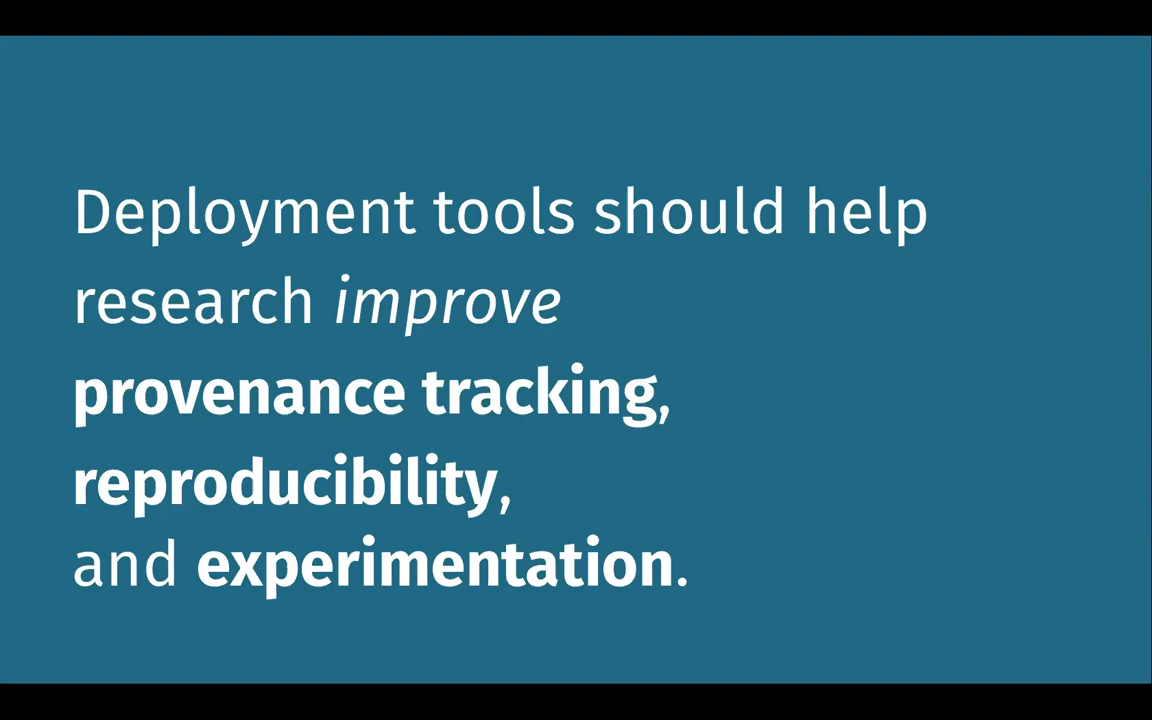 Deployment tools should help
research improve
provenance tracking,
reproducibility,
and experimentation.